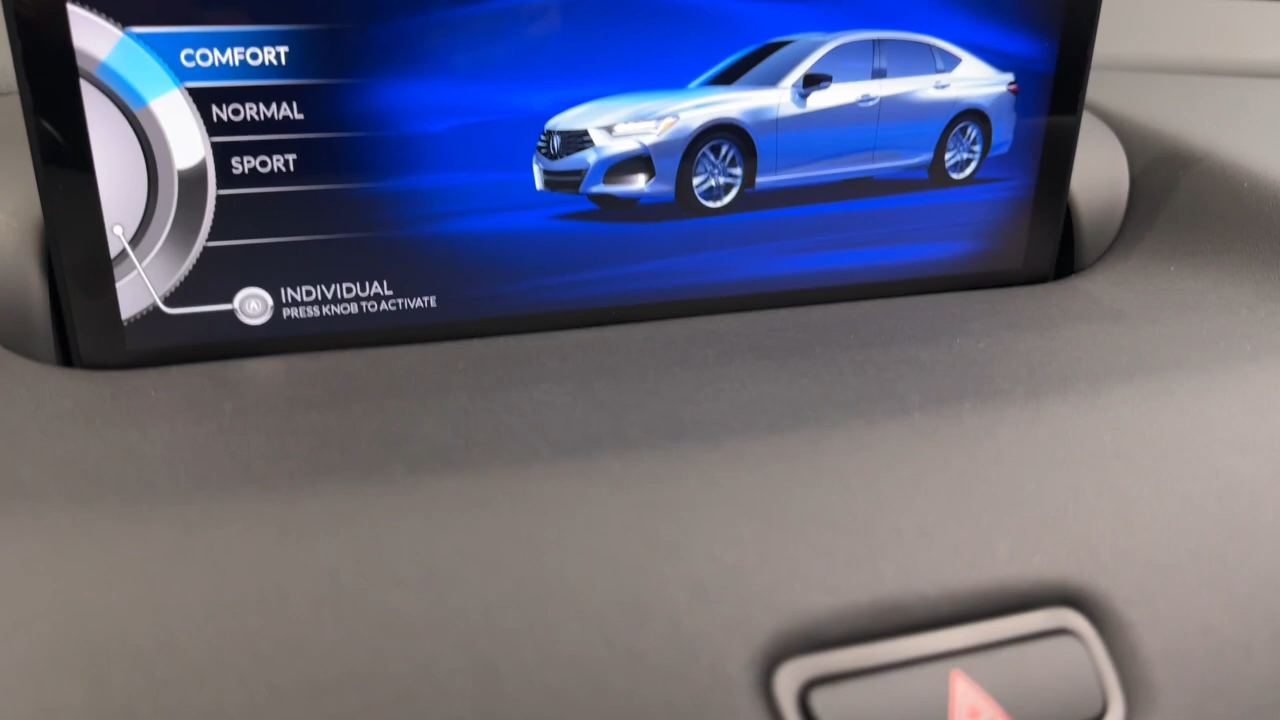 COMFORT
NORMAL
SPORT
INDIVIDUAL
PRESS KNOB TO ACTIVATE